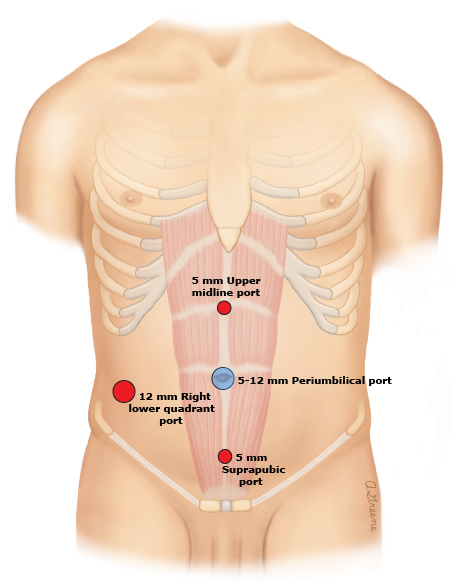 5 mm Upper
midline port
5-12 mm Periumbilical port
12 mm Right
lower quadrant
port
5 mm
Suprapubic
port
A.Greene